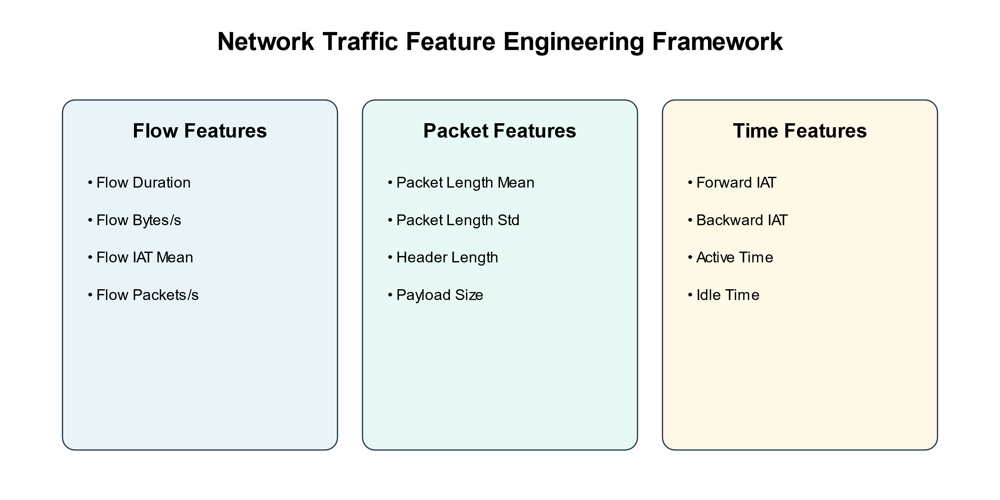 Network Traffic Feature Engineering Framework
Flow Features
• Flow Duration
• Flow Bytes/s
• Flow IAT Mean
• Flow Packets/s
Packet Features
• Packet Length Mean
• Packet Length Std
• Header Length
• Payload Size
Time Features
• Forward IAT
• Backward IAT
• Active Time
• Idle Time